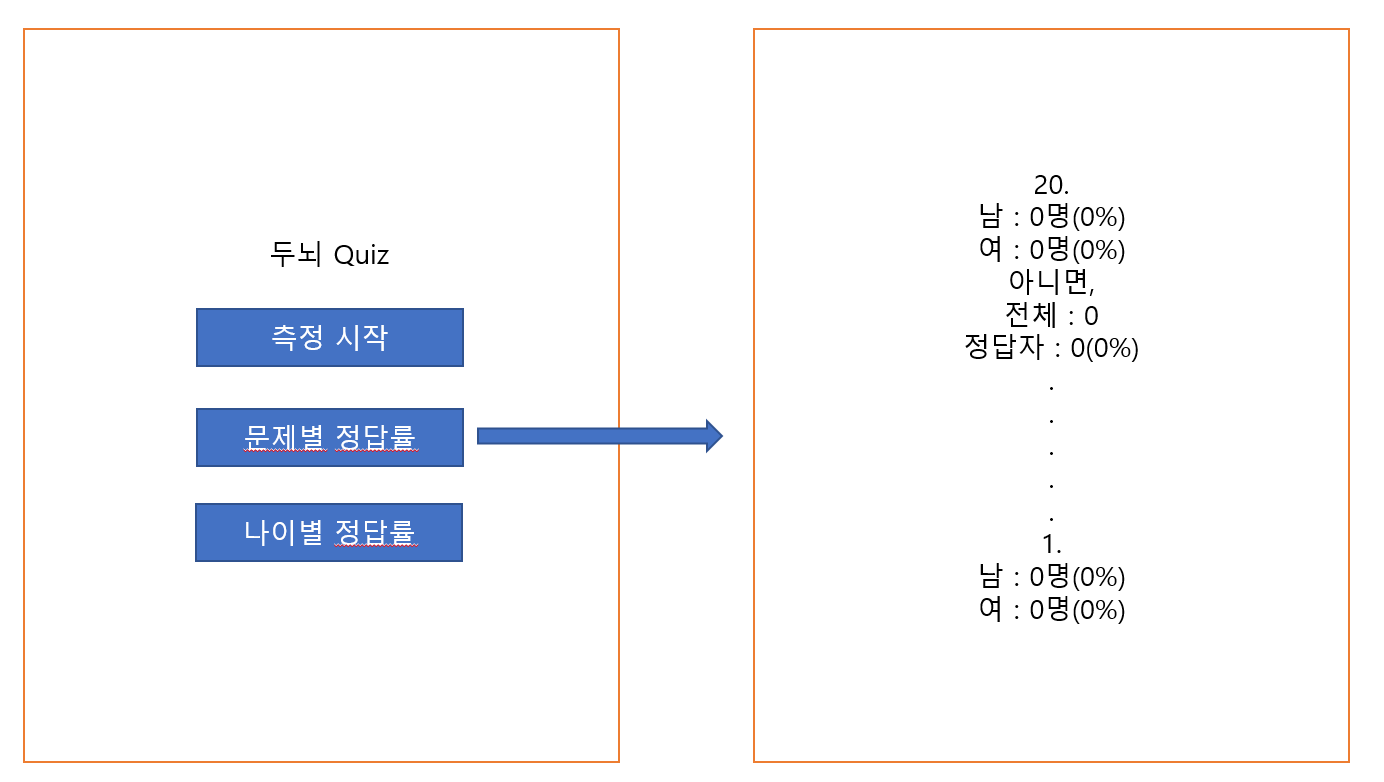 두뇌 Quiz
측정 시작
문제별 정답률
나이별 정답률
20.
남 : 0명(0%)
여 : 0명(0%)
아니면,
전체 : 0
정답자 : 0(0%)
.
.
.
.
.
1.
남 : 0명(0%)
여 : 0명(0%)